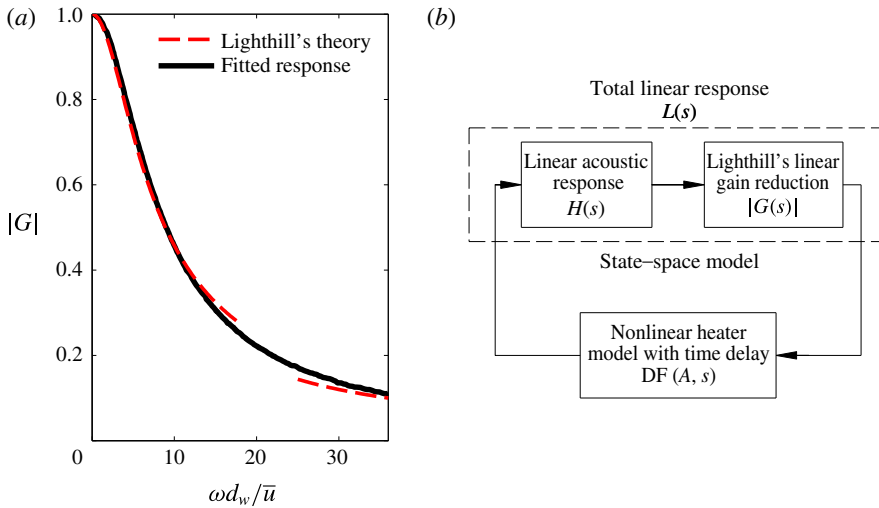 (a)
1.0
0.8
0.6
0.4
0.2
|G|
0
10
20
30
ωd_w/u̅
Lighthill's theory
Fitted response
(b)
Total linear response
L(s)
Linear acoustic
response
H(s)
Lighthill's linear
gain reduction
|G(s)|
State–space model
Nonlinear heater
model with time delay
DF (A, s)